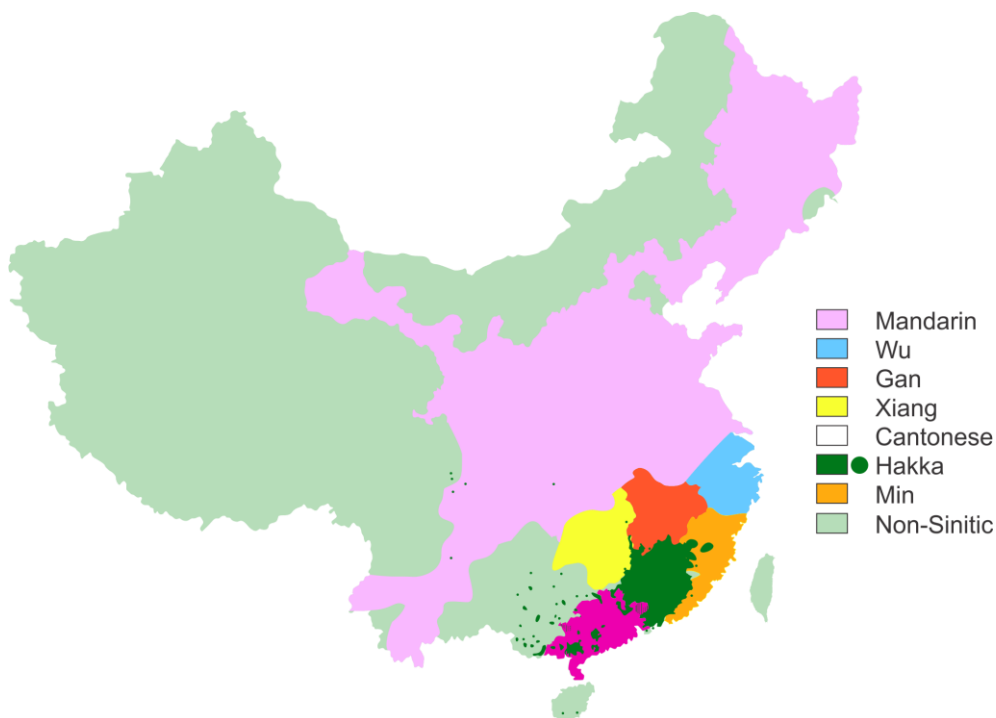 Mandarin
Wu
Gan
Xiang
Cantonese
Hakka
Min
Non-Sinitic